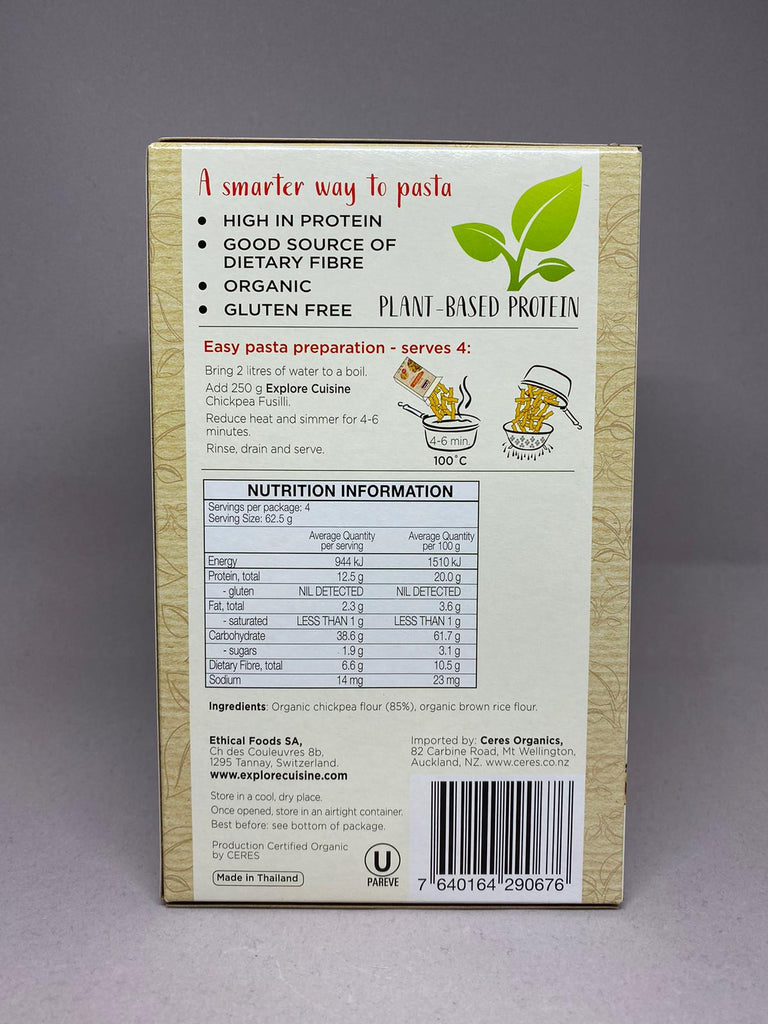 A smarter way to pasta
• HIGH IN PROTEIN
• GOOD SOURCE OF
DIETARY FIBRE
• ORGANIC
• GLUTEN FREE
PLANT-BASED PROTEIN
Easy pasta preparation - serves 4:
Bring 2 litres of water to a boil.
Add 250 g Explore Cuisine
Chickpea Fusilli.
Reduce heat and simmer for 4-6
minutes.
Rinse, drain and serve.
4-6 min.
100°C
NUTRITION INFORMATION
Servings per package: 4
Serving Size: 62.5 g
Average Quantity per serving Average Quantity per 100 g
Energy 944 kJ 1510 kJ
Protein, total 12.5 g 20.0 g
- gluten NIL DETECTED NIL DETECTED
Fat, total 2.3 g 3.6 g
- saturated LESS THAN 1 g LESS THAN 1 g
Carbohydrate 38.6 g 61.7 g
- sugars 1.9 g 3.1 g
Dietary Fibre, total 6.6 g 10.5 g
Sodium 14 mg 23 mg
Ingredients: Organic chickpea flour (85%), organic brown rice flour.
Ethical Foods SA,
Ch des Couleuvres 8b,
1295 Tannay, Switzerland.
www.explorecuisine.com
Imported by: Ceres Organics,
82 Carbine Road, Mt Wellington,
Auckland, NZ. www.ceres.co.nz
Store in a cool, dry place.
Once opened, store in an airtight container.
Best before: see bottom of package.
Production Certified Organic
by CERES
Made in Thailand
U
PAREVE
7 640164 290676